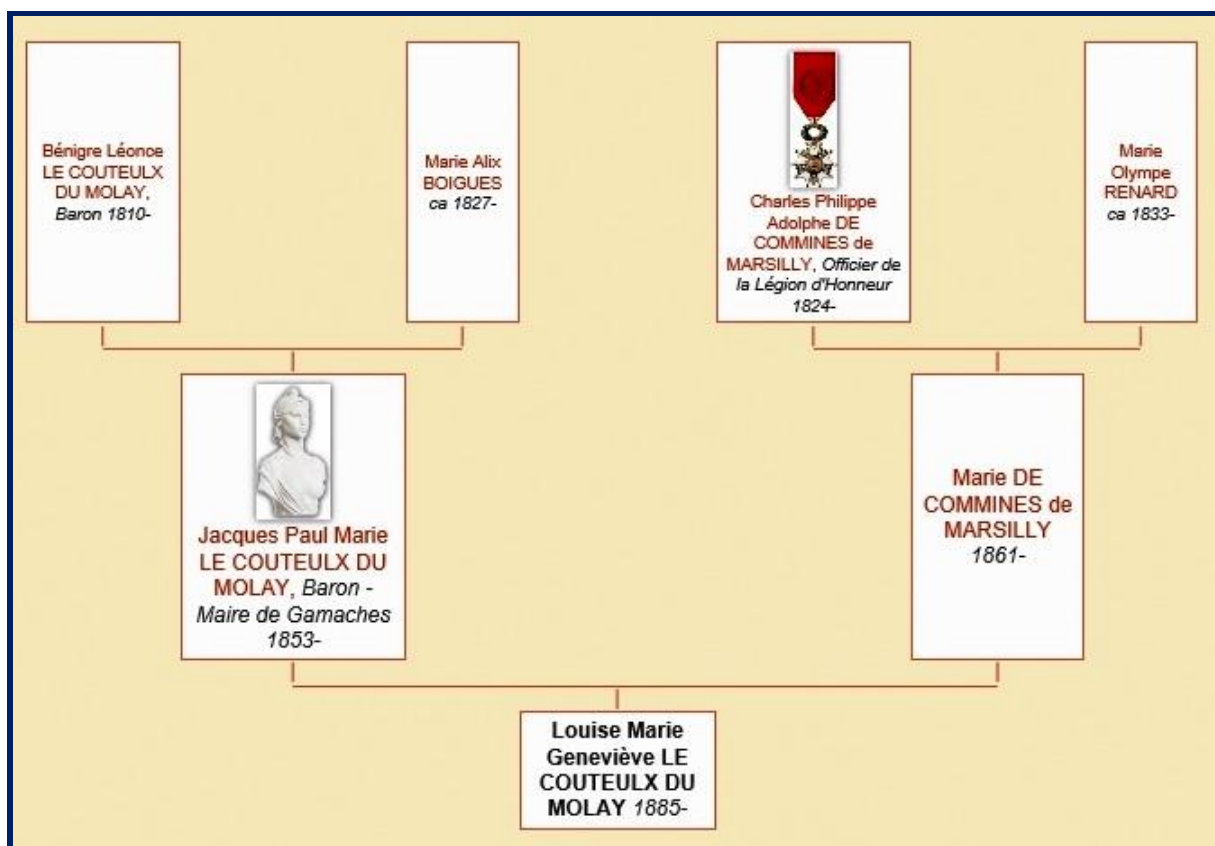 Bénigre Léonce
LE COUTEULX
DU MOLAY,
Baron 1810-
Marie Alix
BOIGUES
ca 1827-
Charles Philippe
Adolphe DE
COMMINES de
MARSILLY, Officier de
la Légion d'Honneur
1824-
Marie
Olympe
RENARD
ca 1833-
Jacques Paul Marie
LE COUTEULX DU
MOLAY, Baron -
Maire de Gamaches
1853-
Marie DE
COMMINES de
MARSILLY
1861-
Louise Marie
Geneviève LE
COUTEULX DU
MOLAY 1885-